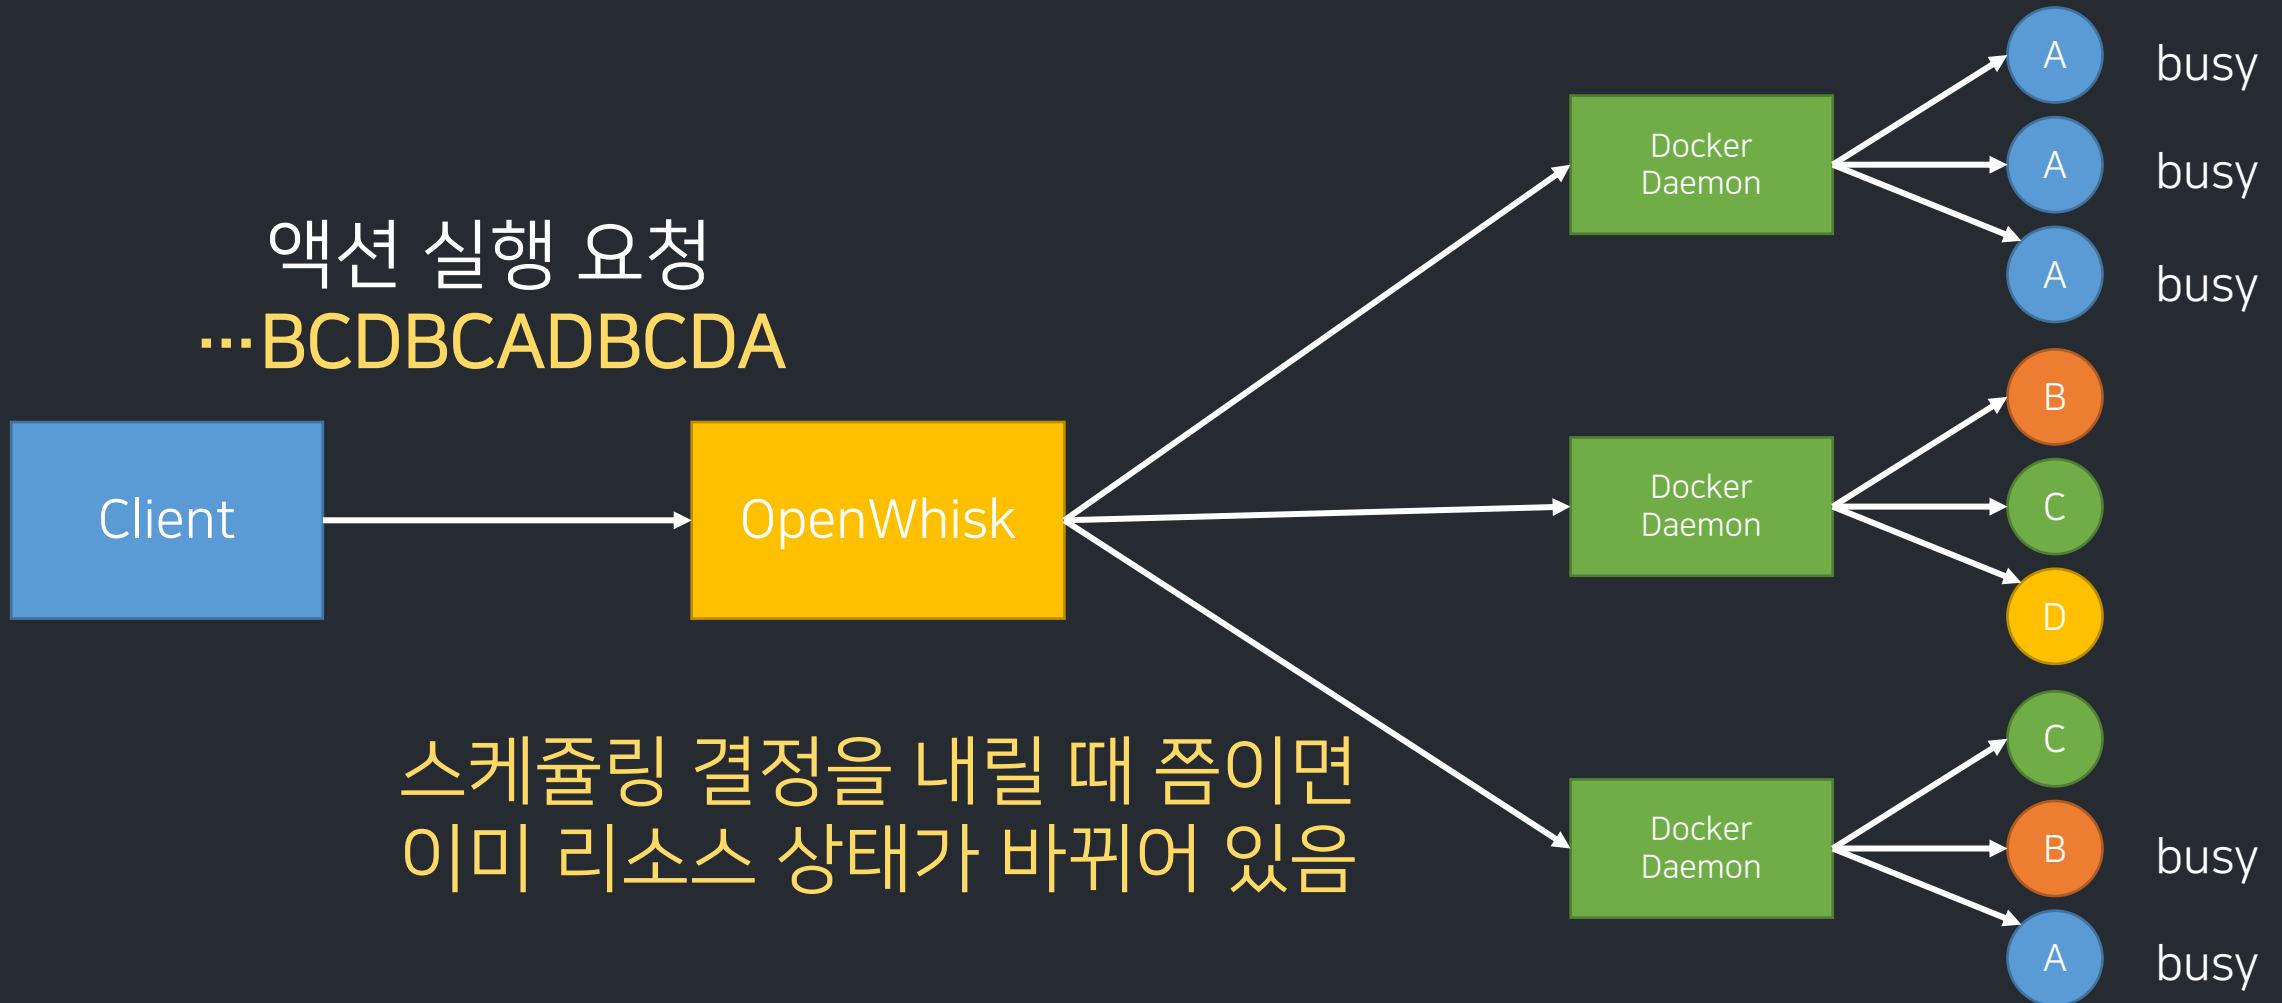 액션 실행 요청
…BCDBCADBCDA
Client
OpenWhisk
스케쥴링 결정을 내릴 때 쯤이면
이미 리소스 상태가 바뀌어 있음
Docker
Daemon
A busy
A busy
A busy
Docker
Daemon
B
C
D
Docker
Daemon
C
B busy
A busy